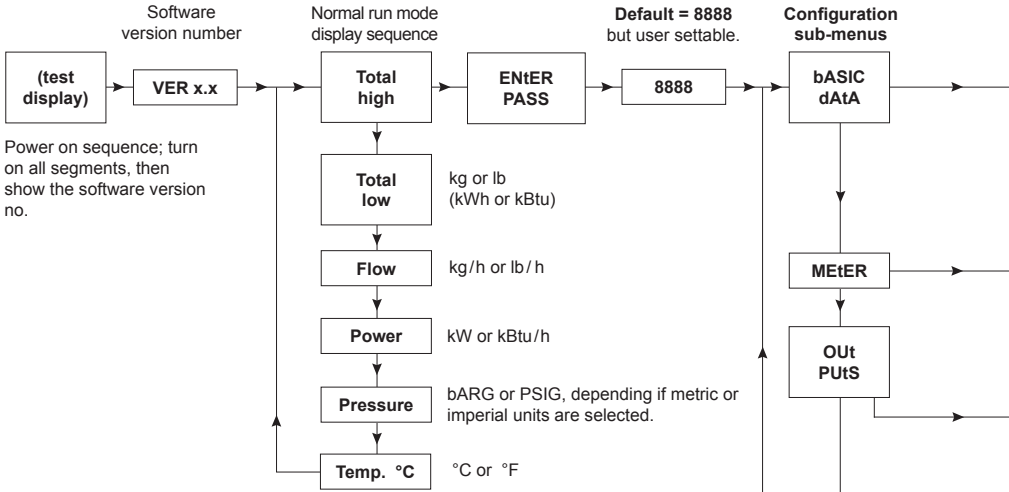 Software
version number
Normal run mode
display sequence
Default = 8888
but user settable.
Configuration
sub-menus
(test
display)
VER x.x
Total
high
ENtER
PASS
8888
bASIC
dAtA
Power on sequence; turn
on all segments, then
show the software version
no.
Total
low
kg or lb
(kWh or kBtu)
Flow
kg/h or lb/h
MEtER
Power
kW or kBtu/h
OUt
PUtS
Pressure
bARG or PSIG, depending if metric or
imperial units are selected.
Temp. °C
°C or °F